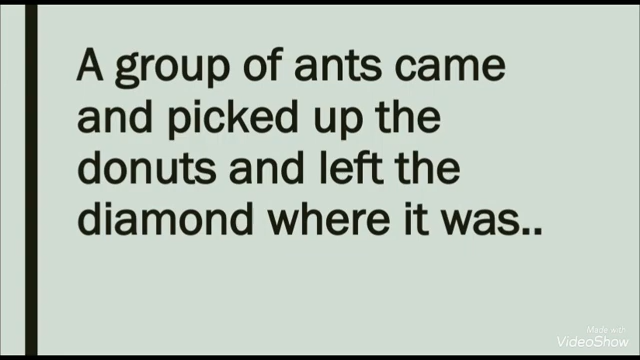 A group of ants came
and picked up the
donuts and left the
diamond where it was..
Made with
VideoShow